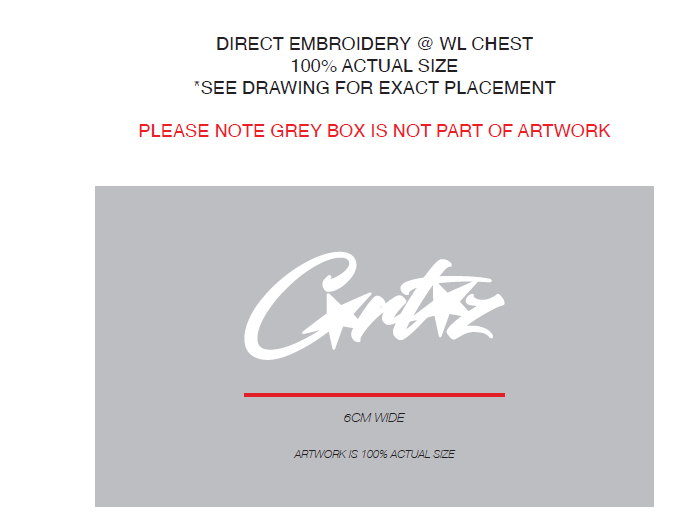 DIRECT EMBROIDERY @ WL CHEST
100% ACTUAL SIZE
*SEE DRAWING FOR EXACT PLACEMENT
PLEASE NOTE GREY BOX IS NOT PART OF ARTWORK
Crtz
6CM WIDE
ARTWORK IS 100% ACTUAL SIZE